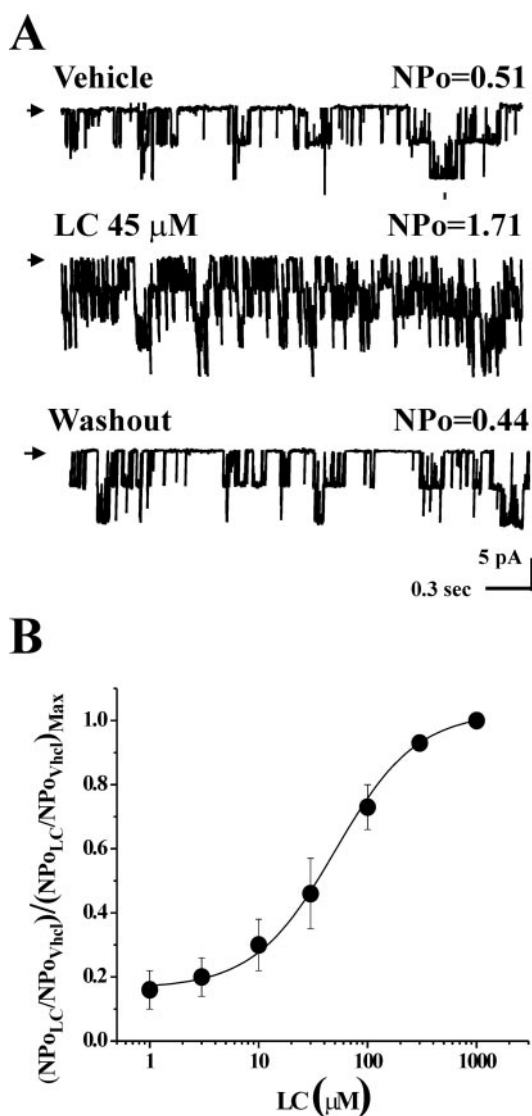 A
Vehicle NPo=0.51
LC 45 μM NPo=1.71
Washout NPo=0.44
5 pA
0.3 sec
B
(NPoLC/NPoVhcl)/(NPoLC/NPoVhcl)Max
1.0
0.8
0.6
0.4
0.2
0.0
1 10 100 1000
LC (μM)